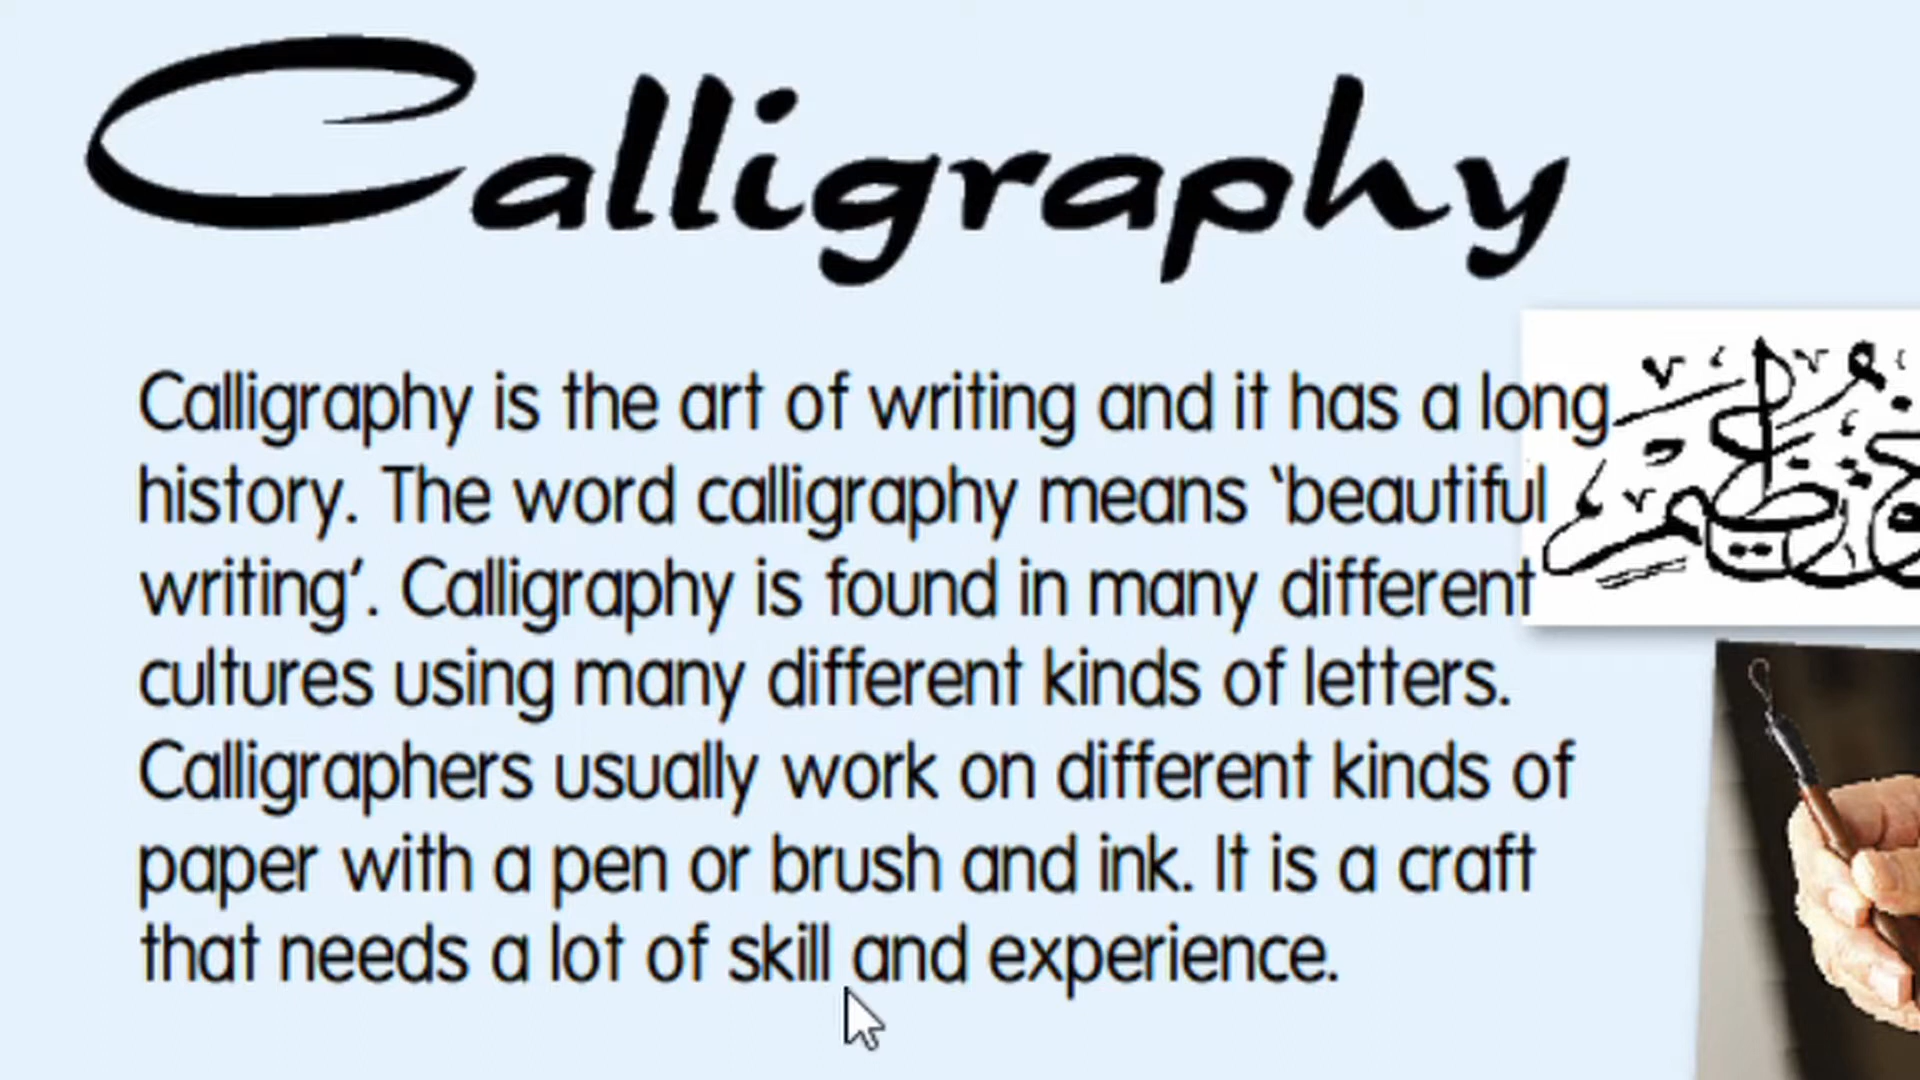 Calligraphy
Calligraphy is the art of writing and it has a long
history. The word calligraphy means ‘beautiful
writing’. Calligraphy is found in many different
cultures using many different kinds of letters.
Calligraphers usually work on different kinds of
paper with a pen or brush and ink. It is a craft
that needs a lot of skill and experience.